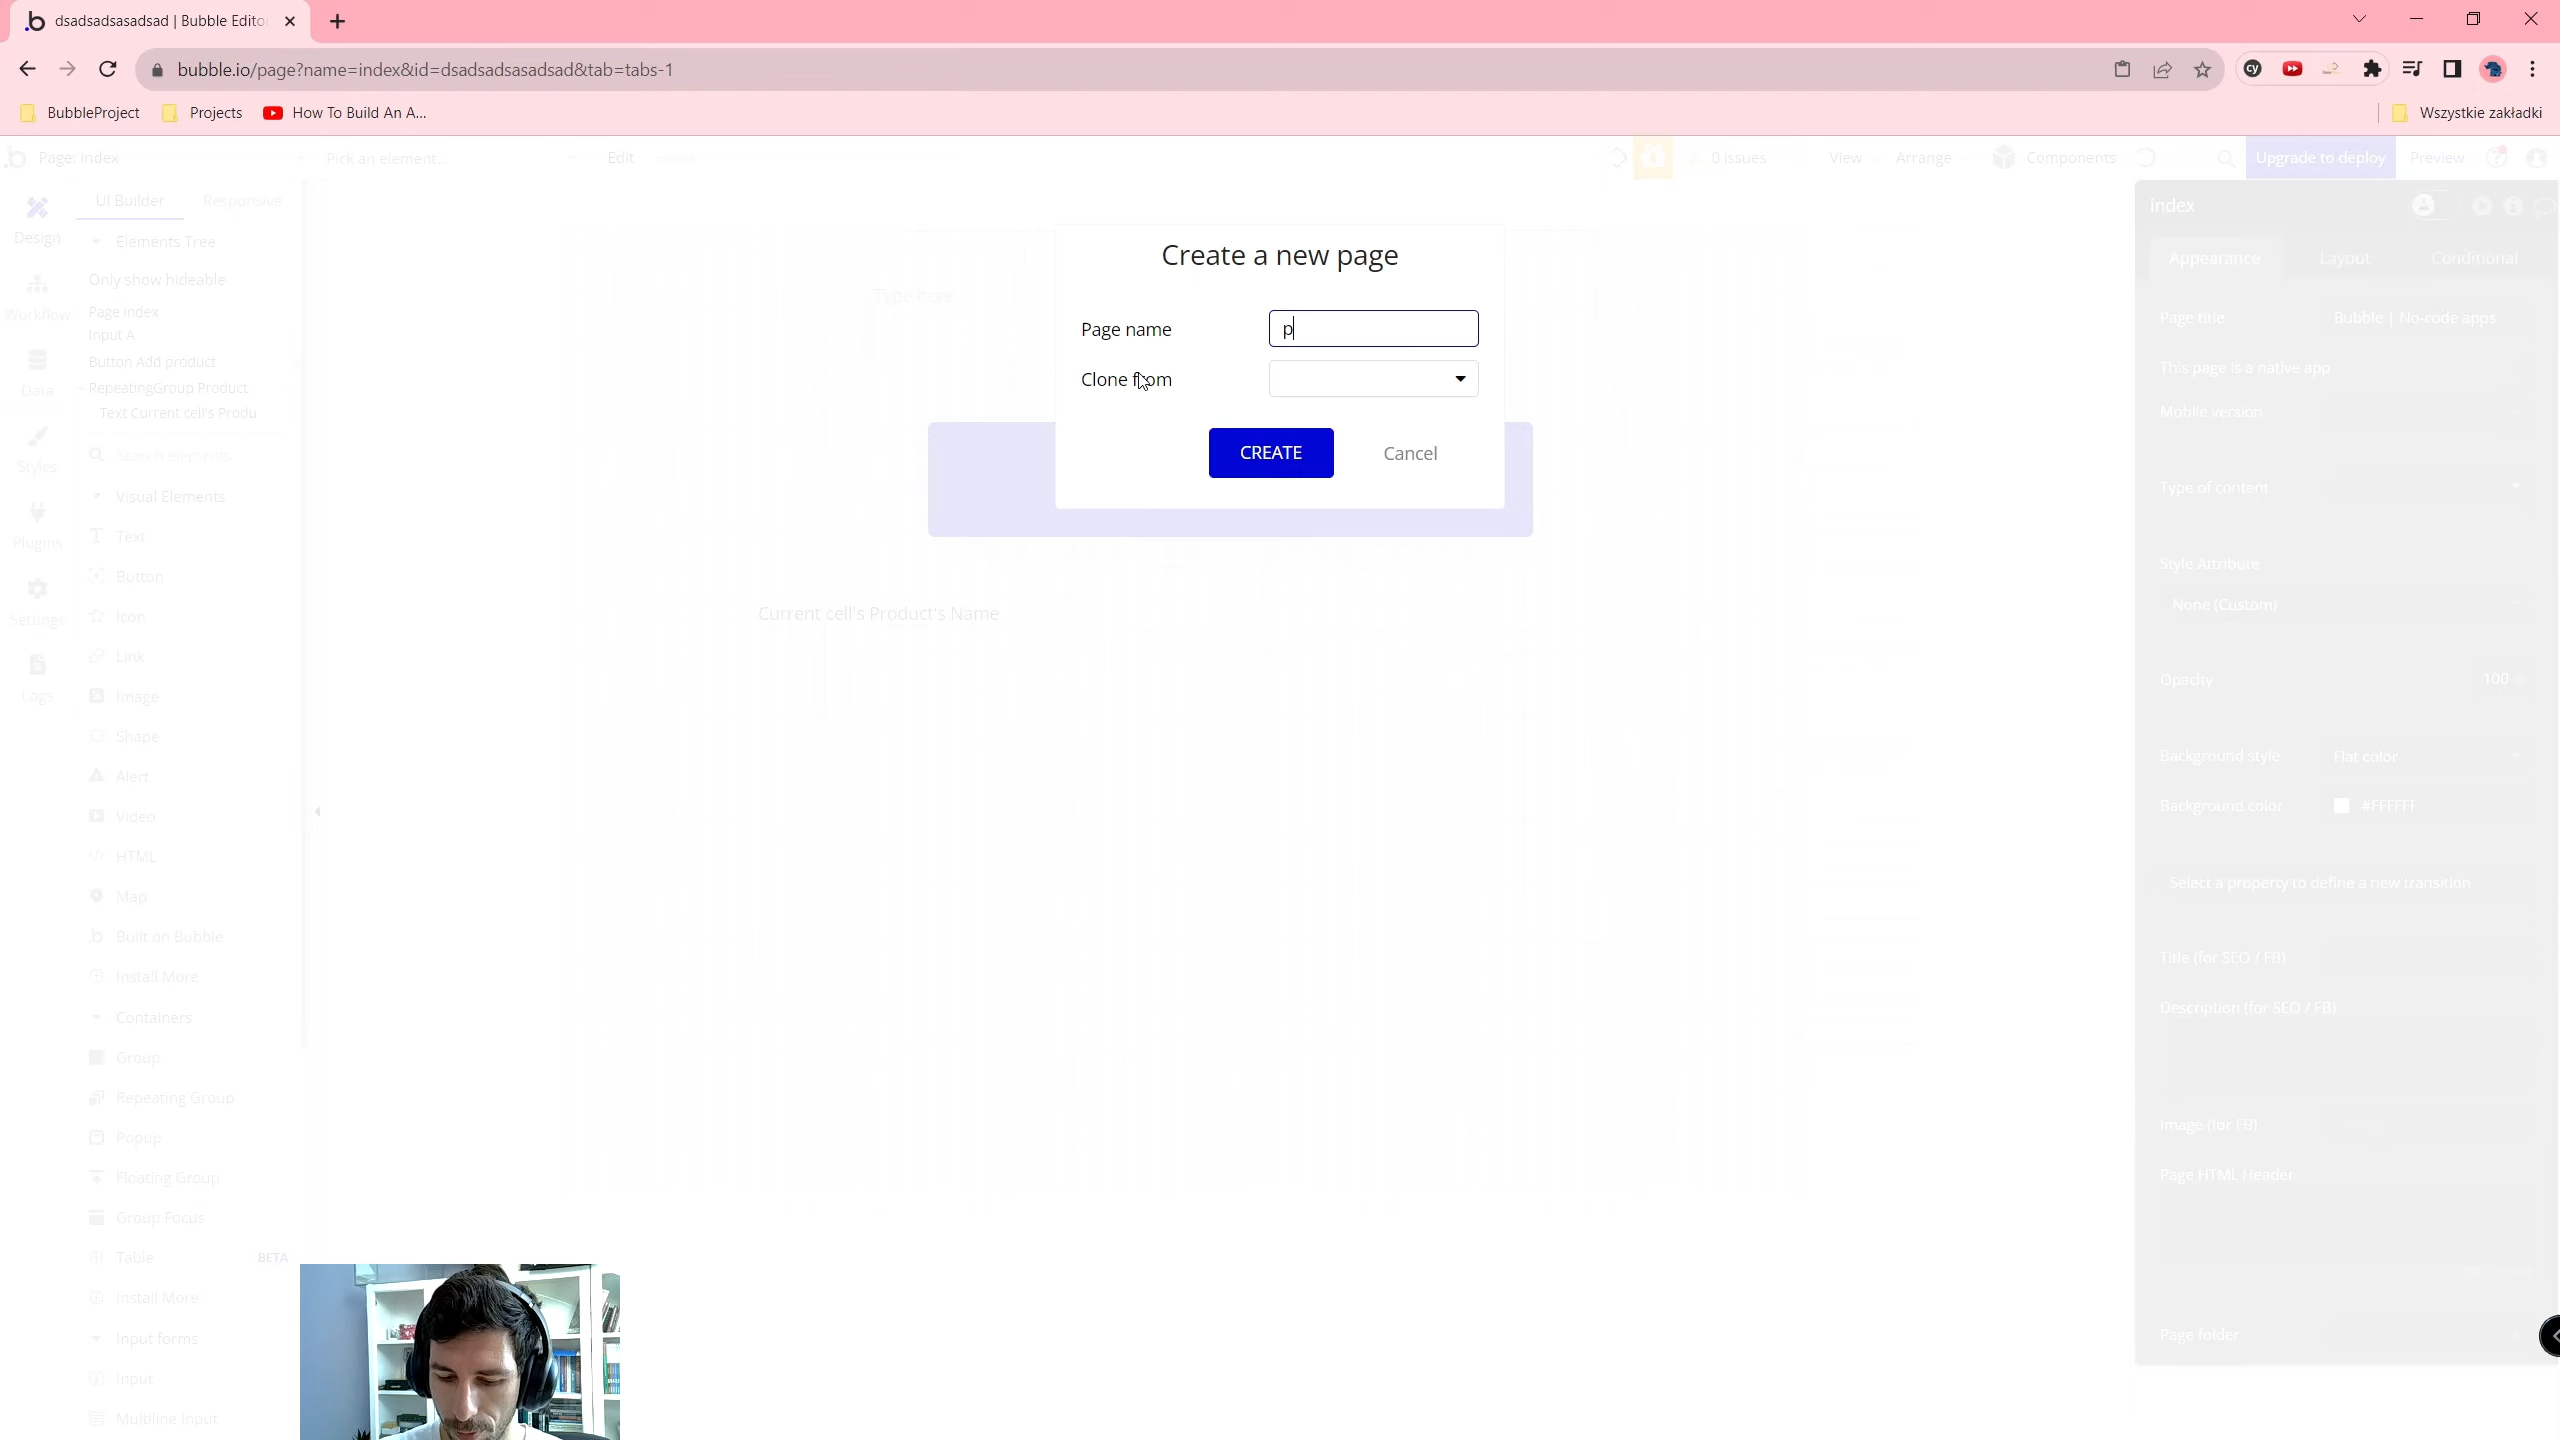 dsadsadsasadsad | Bubble Edito
bubble.io/page?name=index&id=dsadsadsasadsad&tab=tabs-1
BubbleProject
Projects
How To Build An A...
Wszystkie zakładki
Page: index
Pick an element...
Edit
0 issues
View
Arrange
Components
Upgrade to deploy
Preview
UI Builder
Responsive
Design
Workflow
Data
Styles
Plugins
Settings
Logs
Elements Tree
Only show hideable
Page index
Input A
Button Add product
RepeatingGroup Product
Text Current cell's Produ
Search elements
Visual Elements
Text
Button
Icon
Link
Image
Shape
Alert
Video
HTML
Map
Built on Bubble
Install More
Containers
Group
Repeating Group
Popup
Floating Group
Group Focus
Table
BETA
Install More
Input forms
Input
Multiline Input
Type here
Create a new page
Page name
p
Clone from
CREATE
Cancel
Current cell's Product's Name
index
Appearance
Layout
Conditional
Page title
Bubble | No-code apps
This page is a native app
Mobile version
Type of content
Style Attribute
None (Custom)
Opacity
100
Background style
Flat color
Background color
#FFFFFF
Select a property to define a new transition
Title (for SEO / FB)
Description (for SEO / FB)
Image (for FB)
Page HTML Header
Page folder